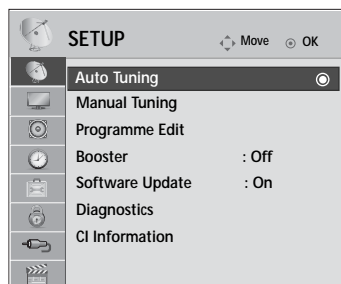 SETUP Move OK
Auto Tuning
Manual Tuning
Programme Edit
Booster : Off
Software Update : On
Diagnostics
CI Information